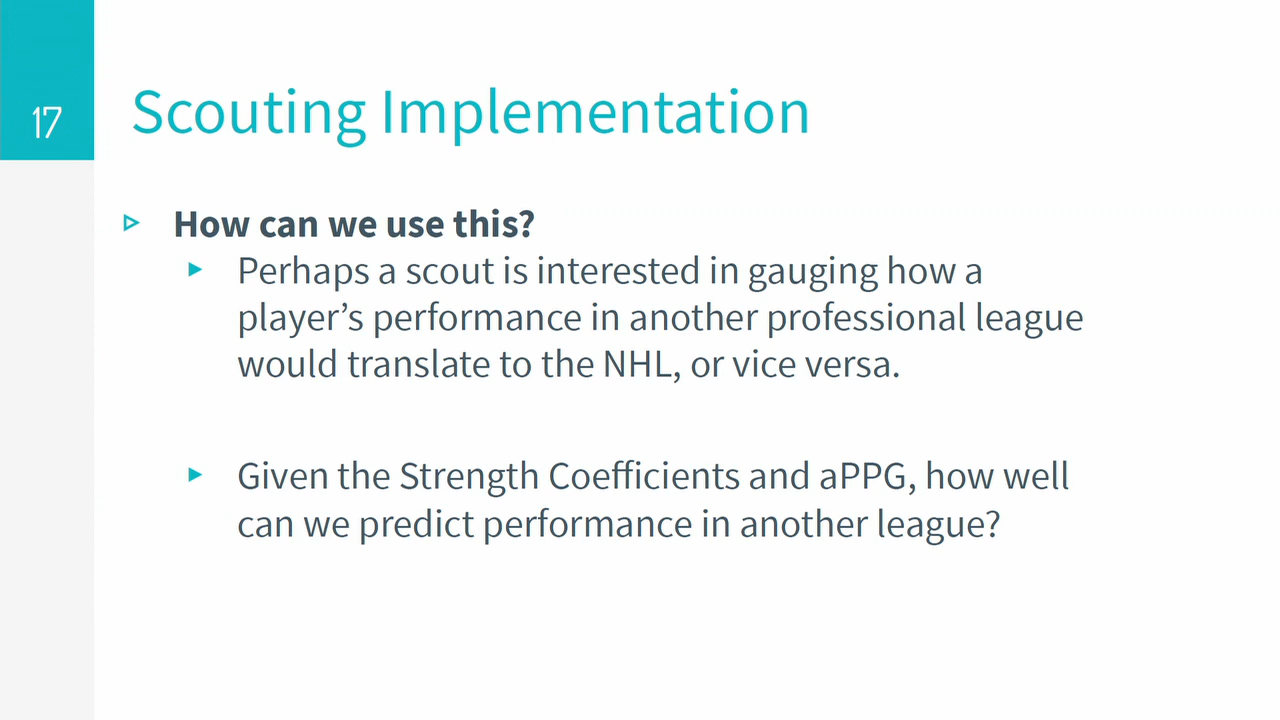 17
Scouting Implementation
How can we use this?
Perhaps a scout is interested in gauging how a
player’s performance in another professional league
would translate to the NHL, or vice versa.
Given the Strength Coefficients and aPPG, how well
can we predict performance in another league?